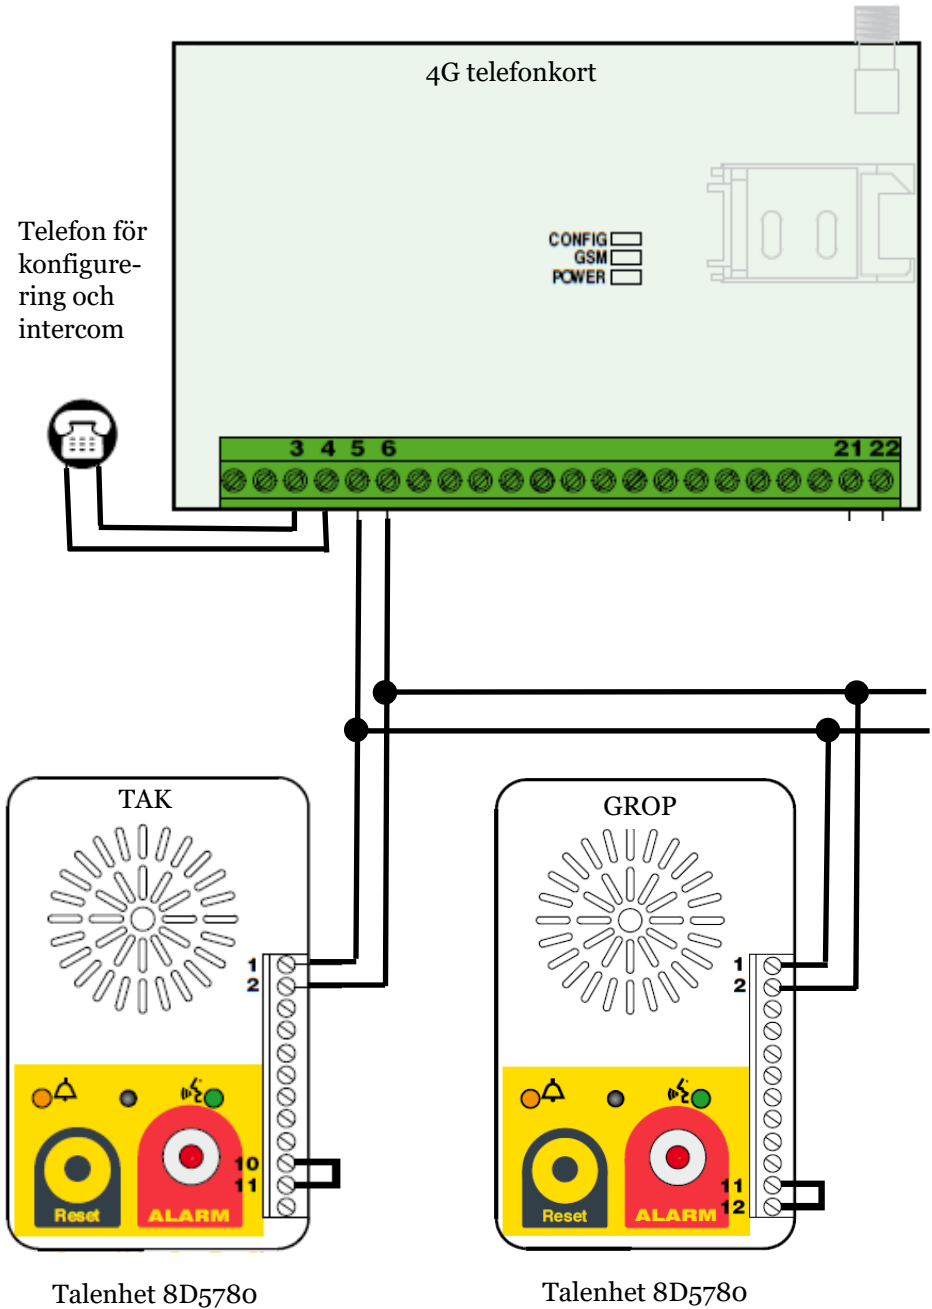 4G telefonkort
Telefon för
konfigure-
ring och
intercom
CONFIG
GSM
POWER
3 4 5 6 21 22
TAK
GROP
1
2
10
11
Reset ALARM
1
2
11
12
Reset ALARM
Talenhet 8D5780
Talenhet 8D5780